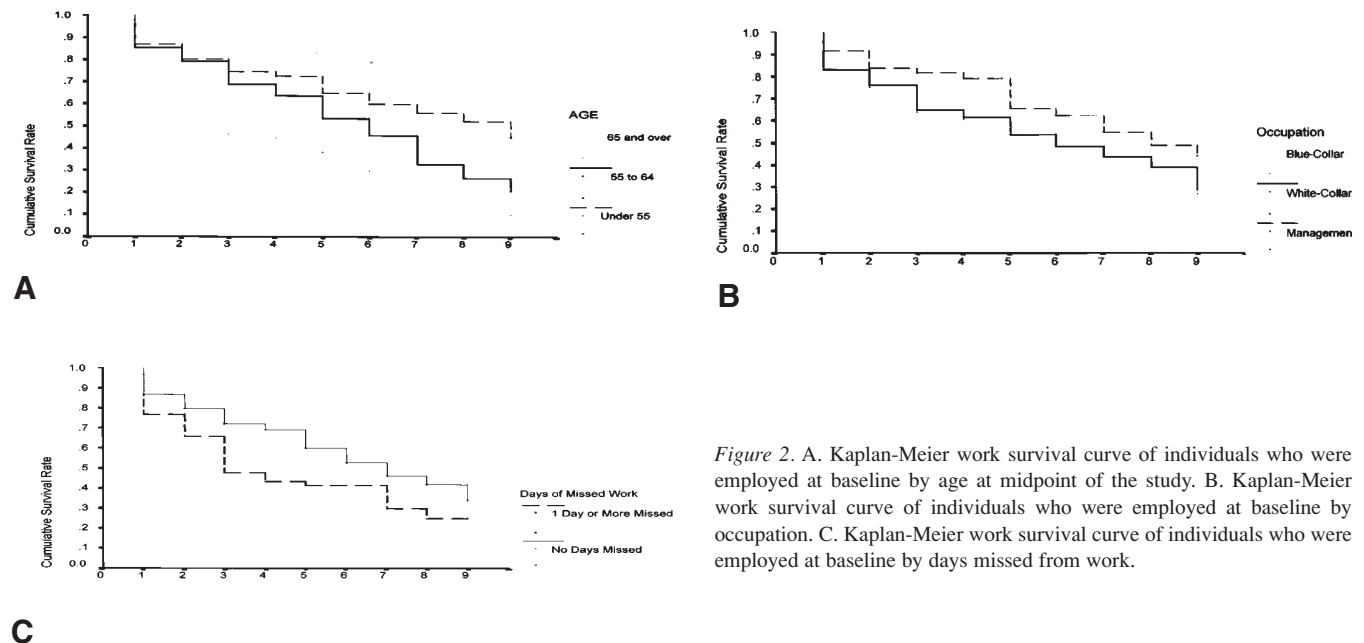 1.0
.9
.8
.7
.6
.5
.4
.3
.2
.1
0.0
Cumulative Survival Rate
0 1 2 3 4 5 6 7 8 9
AGE
65 and over
55 to 64
Under 55
A
1.0
.9
.8
.7
.6
.5
.4
.3
.2
.1
0.0
Cumulative Survival Rate
0 1 2 3 4 5 6 7 8 9
Occupation
Blue-Collar
White-Collar
Managemen
B
1.0
.9
.8
.7
.6
.5
.4
.3
.2
.1
0.0
Cumulative Survival Rate
0 1 2 3 4 5 6 7 8 9
Days of Missed Work
1 Day or More Missed
No Days Missed
C
Figure 2. A. Kaplan-Meier work survival curve of individuals who were
employed at baseline by age at midpoint of the study. B. Kaplan-Meier
work survival curve of individuals who were employed at baseline by
occupation. C. Kaplan-Meier work survival curve of individuals who were
employed at baseline by days missed from work.